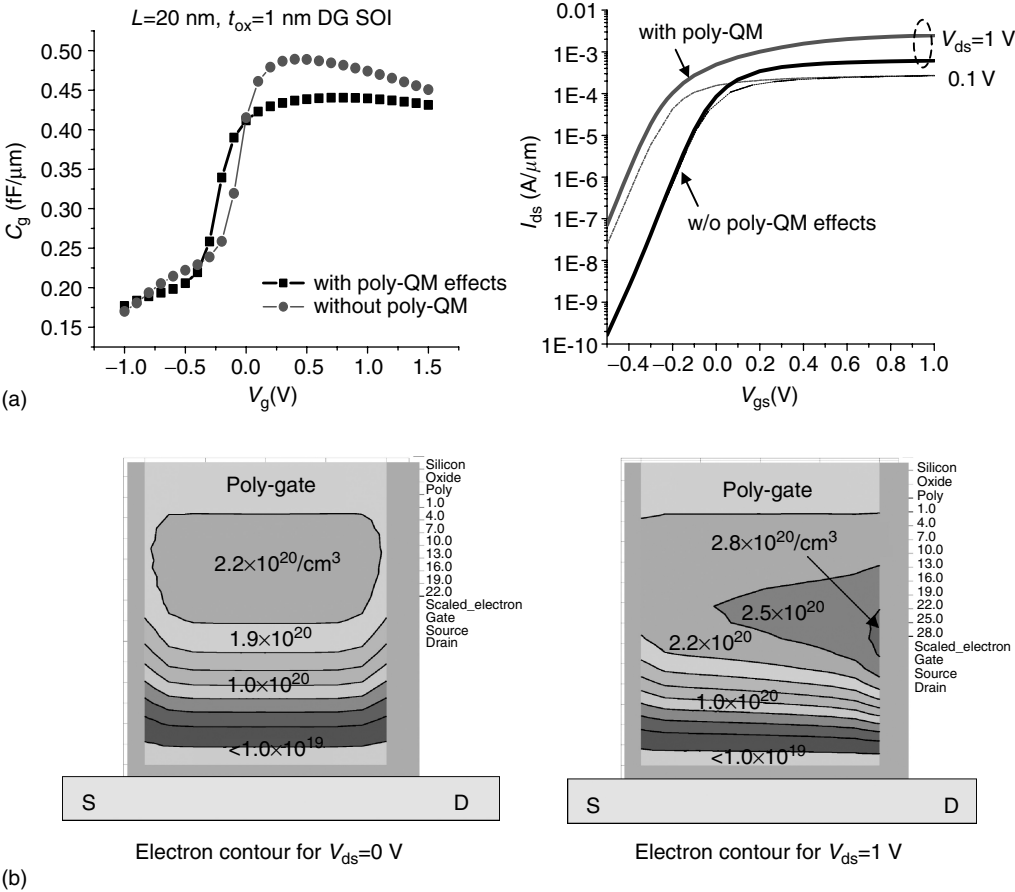 L=20 nm, tox=1 nm DG SOI
0.50
0.45
0.40
0.35
0.30
0.25
0.20
0.15
Cg (fF/μm)
with poly-QM effects
without poly-QM
−1.0 −0.5 0.0 0.5 1.0 1.5
Vg(V)
(a)
0.01
1E-3
1E-4
1E-5
1E-6
1E-7
1E-8
1E-9
1E-10
Ids (A/μm)
with poly-QM
Vds=1 V
0.1 V
w/o poly-QM effects
−0.4 −0.2 0.0 0.2 0.4 0.6 0.8 1.0
Vgs(V)
Poly-gate
2.2×10^20/cm^3
1.9×10^20
1.0×10^20
<1.0×10^19
Silicon
Oxide
Poly
1.0
4.0
7.0
10.0
13.0
16.0
19.0
22.0
Scaled_electron
Gate
Source
Drain
S D
Electron contour for Vds=0 V
Poly-gate
2.8×10^20/cm^3
2.5×10^20
2.2×10^20
1.0×10^20
<1.0×10^19
Silicon
Oxide
Poly
1.0
4.0
7.0
10.0
13.0
16.0
19.0
22.0
25.0
28.0
Scaled_electron
Gate
Source
Drain
S D
Electron contour for Vds=1 V
(b)